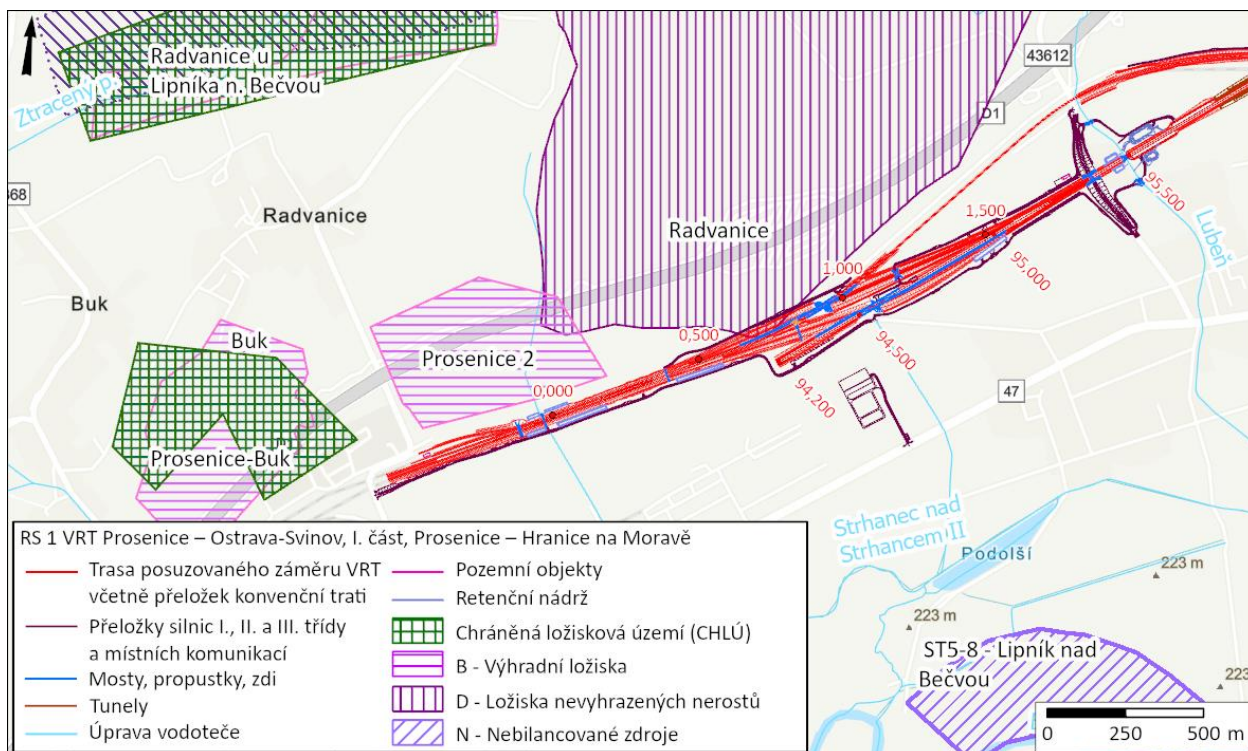 Radvanice u
Lipníka n. Bečvou
Ztracený p.
43612
D1
Radvanice
Radvanice
95,500
Lubeň
1,500
95,000
1,000
Buk
Buk
Prosenice 2
0,500
94,500
94,200
0,000
47
Prosenice-Buk
Strhanec nad
Strhancem II
Podolší
223 m
223 m
ST5-8 - Lipník nad
Bečvou
RS 1 VRT Prosenice – Ostrava-Svinov, I. část, Prosenice – Hranice na Moravě
Trasa posuzovaného záměru VRT
včetně přeložek konvenční trati
Přeložky silnic I., II. a III. třídy
a místních komunikací
Mosty, propustky, zdi
Tunely
Úprava vodoteče
Pozemní objekty
Retenční nádrž
Chráněná ložisková území (CHLÚ)
B - Výhradní ložiska
D - Ložiska nevyhrazených nerostů
N - Nebilancované zdroje
0 250 500 m